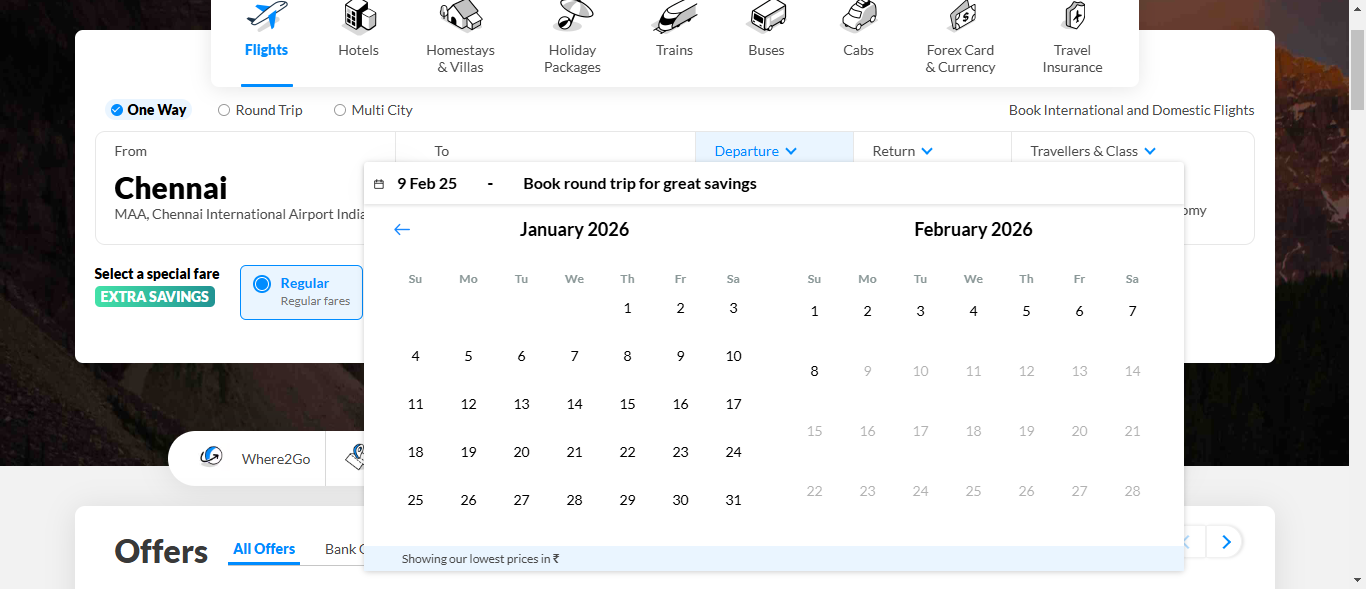 Flights
Hotels
Homestays
& Villas
Holiday
Packages
Trains
Buses
Cabs
Forex Card
& Currency
Travel
Insurance
One Way
Round Trip
Multi City
Book International and Domestic Flights
From
To
Departure
Return
Travellers & Class
Chennai
MAA, Chennai International Airport India
Select a special fare
EXTRA SAVINGS
Regular
Regular fares
9 Feb 25 - Book round trip for great savings
January 2026
Su Mo Tu We Th Fr Sa
1 2 3
4 5 6 7 8 9 10
11 12 13 14 15 16 17
18 19 20 21 22 23 24
25 26 27 28 29 30 31
February 2026
Su Mo Tu We Th Fr Sa
1 2 3 4 5 6 7
8 9 10 11 12 13 14
15 16 17 18 19 20 21
22 23 24 25 26 27 28
Showing our lowest prices in ₹
Where2Go
Offers
All Offers
Bank